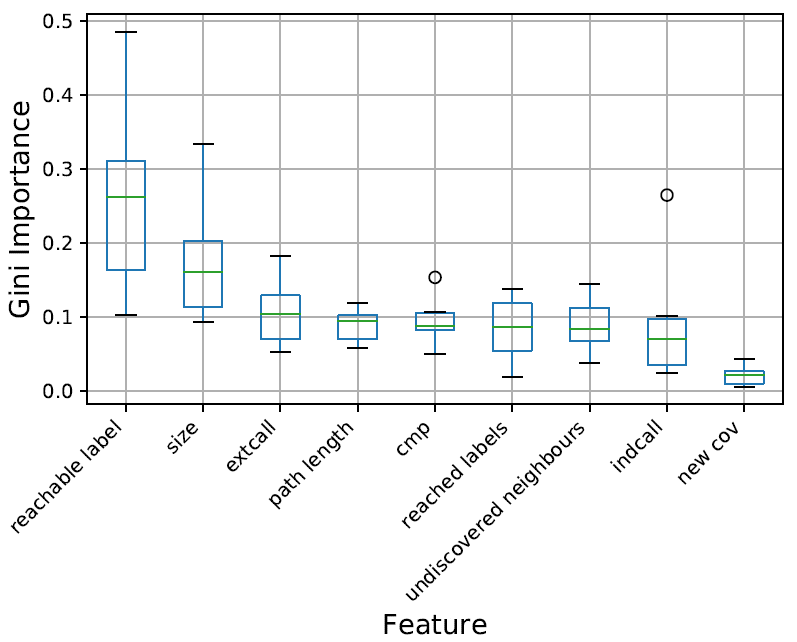 0.5
0.4
0.3
0.2
0.1
0.0
Gini Importance
reachable label
size
extcall
path length
cmp
reached labels
undiscovered neighbours
indcall
new cov
Feature